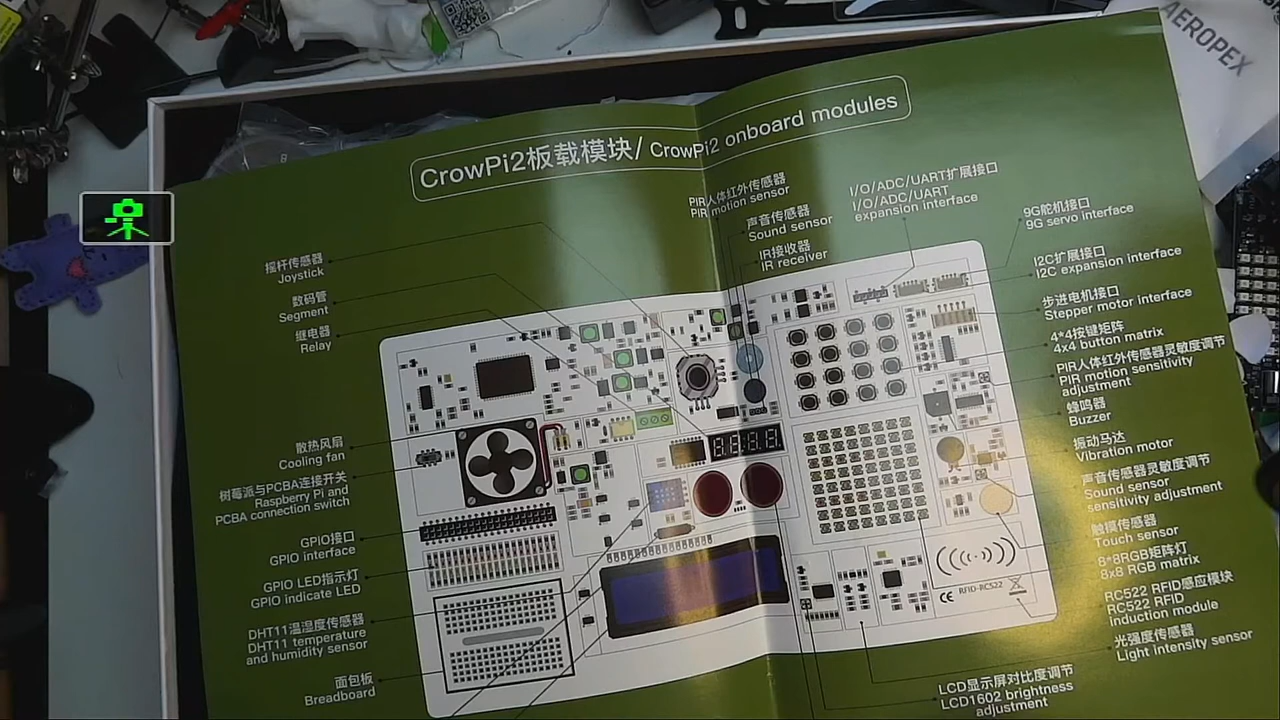 AEROPEX
CrowPi2板载模块/ CrowPi2 onboard modules
PIR人体红外传感器
PIR motion sensor
声音传感器
Sound sensor
IR接收器
IR receiver
I/O/ADC/UART扩展接口
I/O/ADC/UART
expansion interface
9G舵机接口
9G servo interface
I2C扩展接口
I2C expansion interface
步进电机接口
Stepper motor interface
4*4按键矩阵
4x4 button matrix
PIR人体红外传感器灵敏度调节
PIR motion sensitivity
adjustment
蜂鸣器
Buzzer
振动马达
Vibration motor
声音传感器灵敏度调节
Sound sensor
sensitivity adjustment
触摸传感器
Touch sensor
8*8RGB矩阵灯
8x8 RGB matrix
RC522 RFID感应模块
RC522 RFID
Induction module
光强度传感器
Light intensity sensor
LCD显示屏对比度调节
LCD1602 brightness
adjustment
摇杆传感器
Joystick
数码管
Segment
继电器
Relay
散热风扇
Cooling fan
树莓派与PCBA连接开关
Raspberry Pi and
PCBA connection switch
GPIO接口
GPIO interface
GPIO LED指示灯
GPIO indicate LED
DHT11温湿度传感器
DHT11 temperature
and humidity sensor
面包板
Breadboard
CE
RFID-RC522